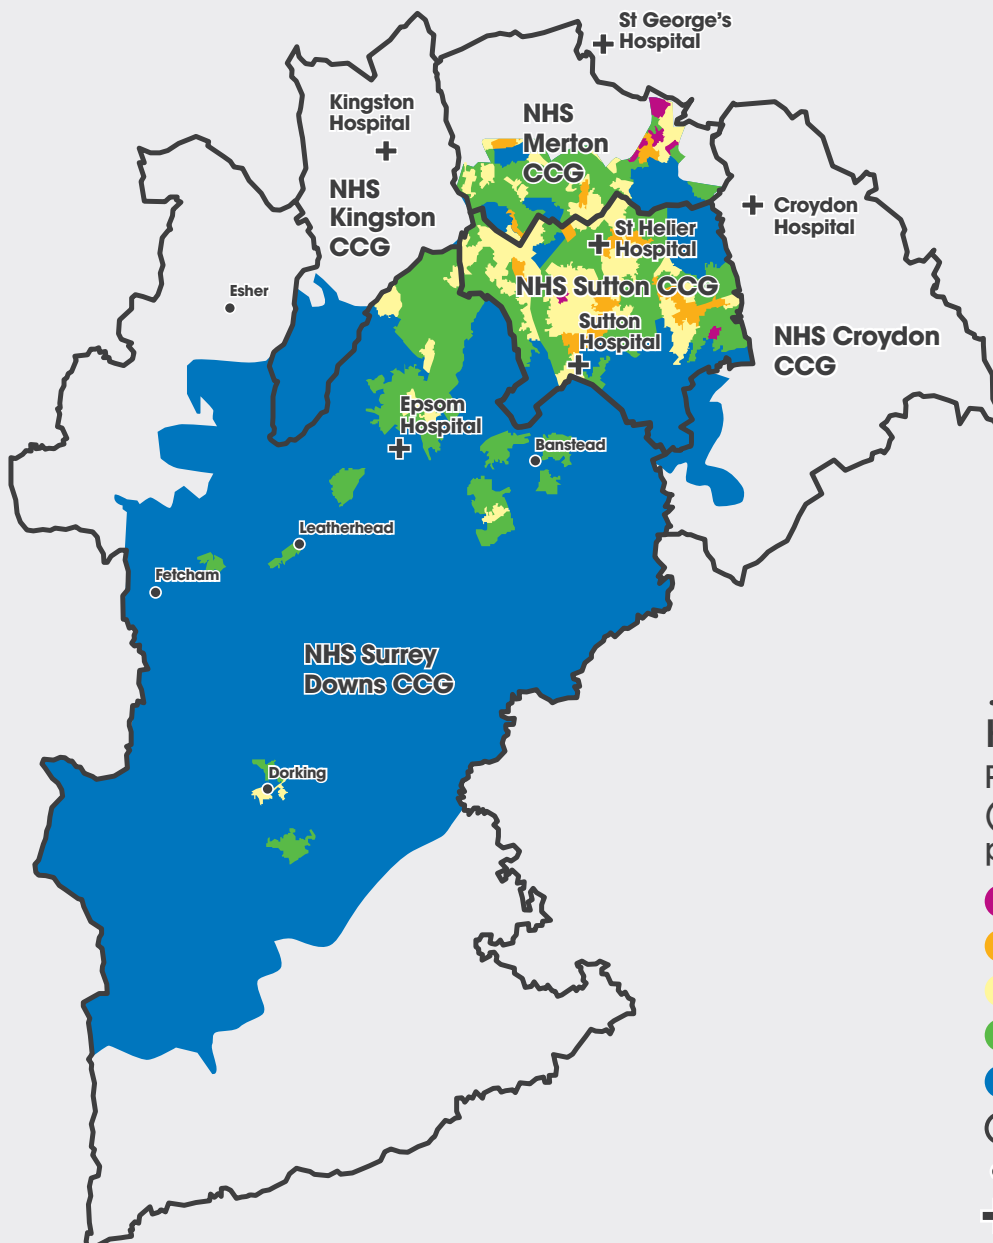 St George’s
Hospital
Kingston
Hospital
NHS
Merton
CCG
NHS
Kingston
CCG
Croydon
Hospital
St Helier
Hospital
Esher
NHS Sutton CCG
Sutton
Hospital
NHS Croydon
CCG
Epsom
Hospital
Banstead
Leatherhead
Fetcham
NHS Surrey
Downs CCG
Dorking